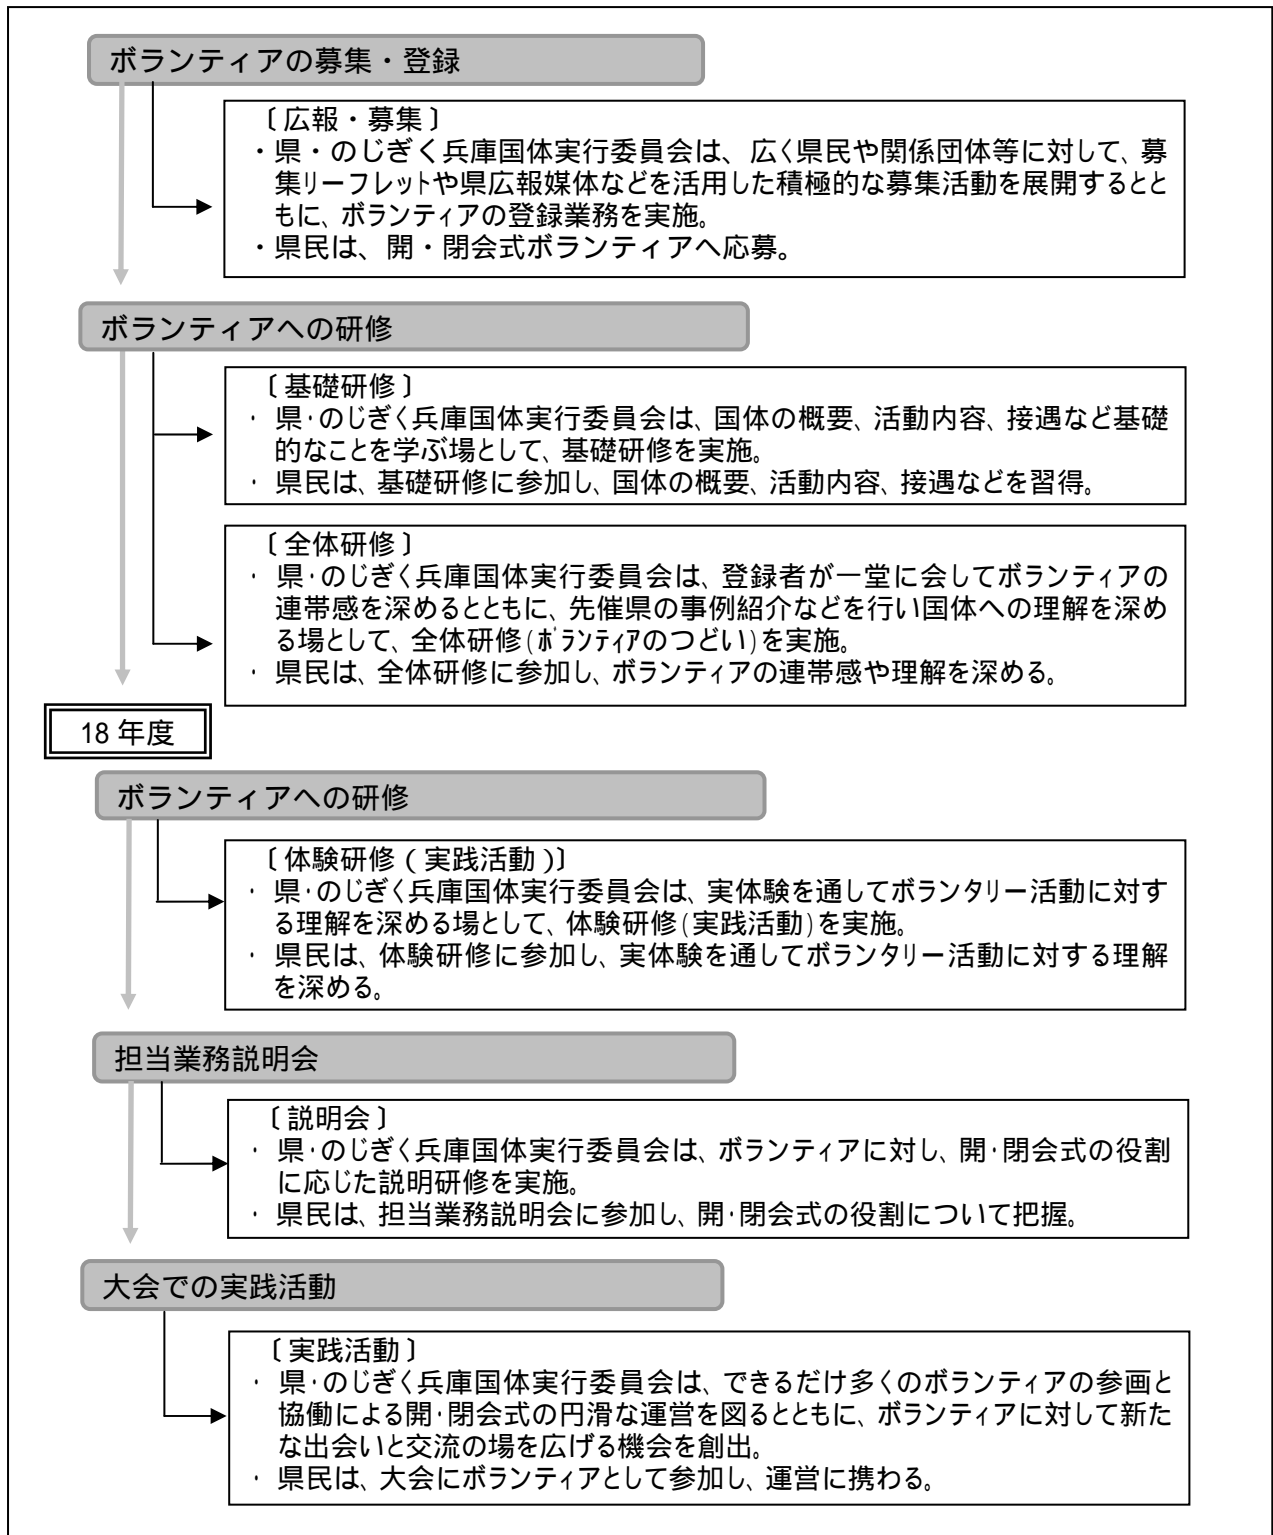 ボランティアの募集・登録
〔広報・募集〕
・県・のじぎく兵庫国体実行委員会は、広く県民や関係団体等に対して、募
集リーフレットや県広報媒体などを活用した積極的な募集活動を展開するとと
もに、ボランティアの登録業務を実施。
・県民は、開・閉会式ボランティアへ応募。
ボランティアへの研修
〔基礎研修〕
・ 県・のじぎく兵庫国体実行委員会は、国体の概要、活動内容、接遇など基礎
的なことを学ぶ場として、基礎研修を実施。
・ 県民は、基礎研修に参加し、国体の概要、活動内容、接遇などを習得。
〔全体研修〕
・ 県・のじぎく兵庫国体実行委員会は、登録者が一堂に会してボランティアの
連帯感を深めるとともに、先催県の事例紹介などを行い国体への理解を深め
る場として、全体研修(ボランティアのつどい)を実施。
・ 県民は、全体研修に参加し、ボランティアの連帯感や理解を深める。
18 年度
ボランティアへの研修
〔体験研修(実践活動)〕
・ 県・のじぎく兵庫国体実行委員会は、実体験を通してボランタリー活動に対す
る理解を深める場として、体験研修(実践活動)を実施。
・ 県民は、体験研修に参加し、実体験を通してボランタリー活動に対する理解
を深める。
担当業務説明会
〔説明会〕
・ 県・のじぎく兵庫国体実行委員会は、ボランティアに対し、開・閉会式の役割
に応じた説明研修を実施。
・ 県民は、担当業務説明会に参加し、開・閉会式の役割について把握。
大会での実践活動
〔実践活動〕
・ 県・のじぎく兵庫国体実行委員会は、できるだけ多くのボランティアの参画と
協働による開・閉会式の円滑な運営を図るとともに、ボランティアに対して新た
な出会いと交流の場を広げる機会を創出。
・ 県民は、大会にボランティアとして参加し、運営に携わる。